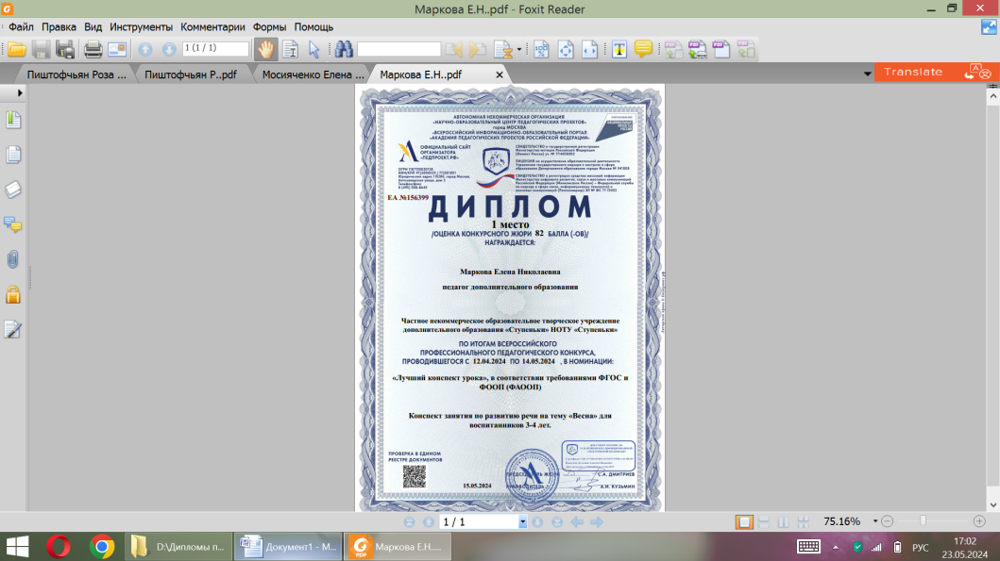 Маркова Е.Н..pdf - Foxit Reader
Файл Правка Вид Инструменты Комментарии Формы Помощь
1 (1 / 1)
Пиштофчьян Роза ... Пиштофчьян Р..pdf Мосияченко Елена ... Маркова Е.Н..pdf
Translate
АВТОНОМНАЯ НЕКОММЕРЧЕСКАЯ ОРГАНИЗАЦИЯ
«НАУЧНО-ОБРАЗОВАТЕЛЬНЫЙ ЦЕНТР ПЕДАГОГИЧЕСКИХ ПРОЕКТОВ»
город МОСКВА
«ВСЕРОССИЙСКИЙ ИНФОРМАЦИОННО-ОБРАЗОВАТЕЛЬНЫЙ ПОРТАЛ
«АКАДЕМИЯ ПЕДАГОГИЧЕСКИХ ПРОЕКТОВ РОССИЙСКОЙ ФЕДЕРАЦИИ»
ОФИЦИАЛЬНЫЙ САЙТ
ОРГАНИЗАТОРА
«ПЕДПРОЕКТ.РФ»
ЕА №156399
ДИПЛОМ
1 место
/ОЦЕНКА КОНКУРСНОГО ЖЮРИ 82 БАЛЛА (-ОВ)/
НАГРАЖДАЕТСЯ:
Маркова Елена Николаевна
педагог дополнительного образования
Частное некоммерческое образовательное творческое учреждение
дополнительного образования «Ступеньки» НОТУ «Ступеньки»
ПО ИТОГАМ ВСЕРОССИЙСКОГО
ПРОФЕССИОНАЛЬНОГО ПЕДАГОГИЧЕСКОГО КОНКУРСА,
ПРОВОДИВШЕГОСЯ С 12.04.2024 ПО 14.05.2024 , В НОМИНАЦИИ:
«Лучший конспект урока», в соответствии требованиями ФГОС и
ФООП (ФАООП)
Конспект занятия по развитию речи на тему «Весна» для
воспитанников 3-4 лет.
ПРОВЕРКА В ЕДИНОМ
РЕЕСТРЕ ДОКУМЕНТОВ
ПРЕДСЕДАТЕЛЬ ЖЮРИ С.А. ДМИТРИЕВ
15.05.2024 РУКОВОДИТЕЛЬ А.Н. КУЗЬМИН
1 / 1
75.16%
D:\Дипломы п...
Документ1 - M...
Маркова Е.Н....
РУС
17:02
23.05.2024